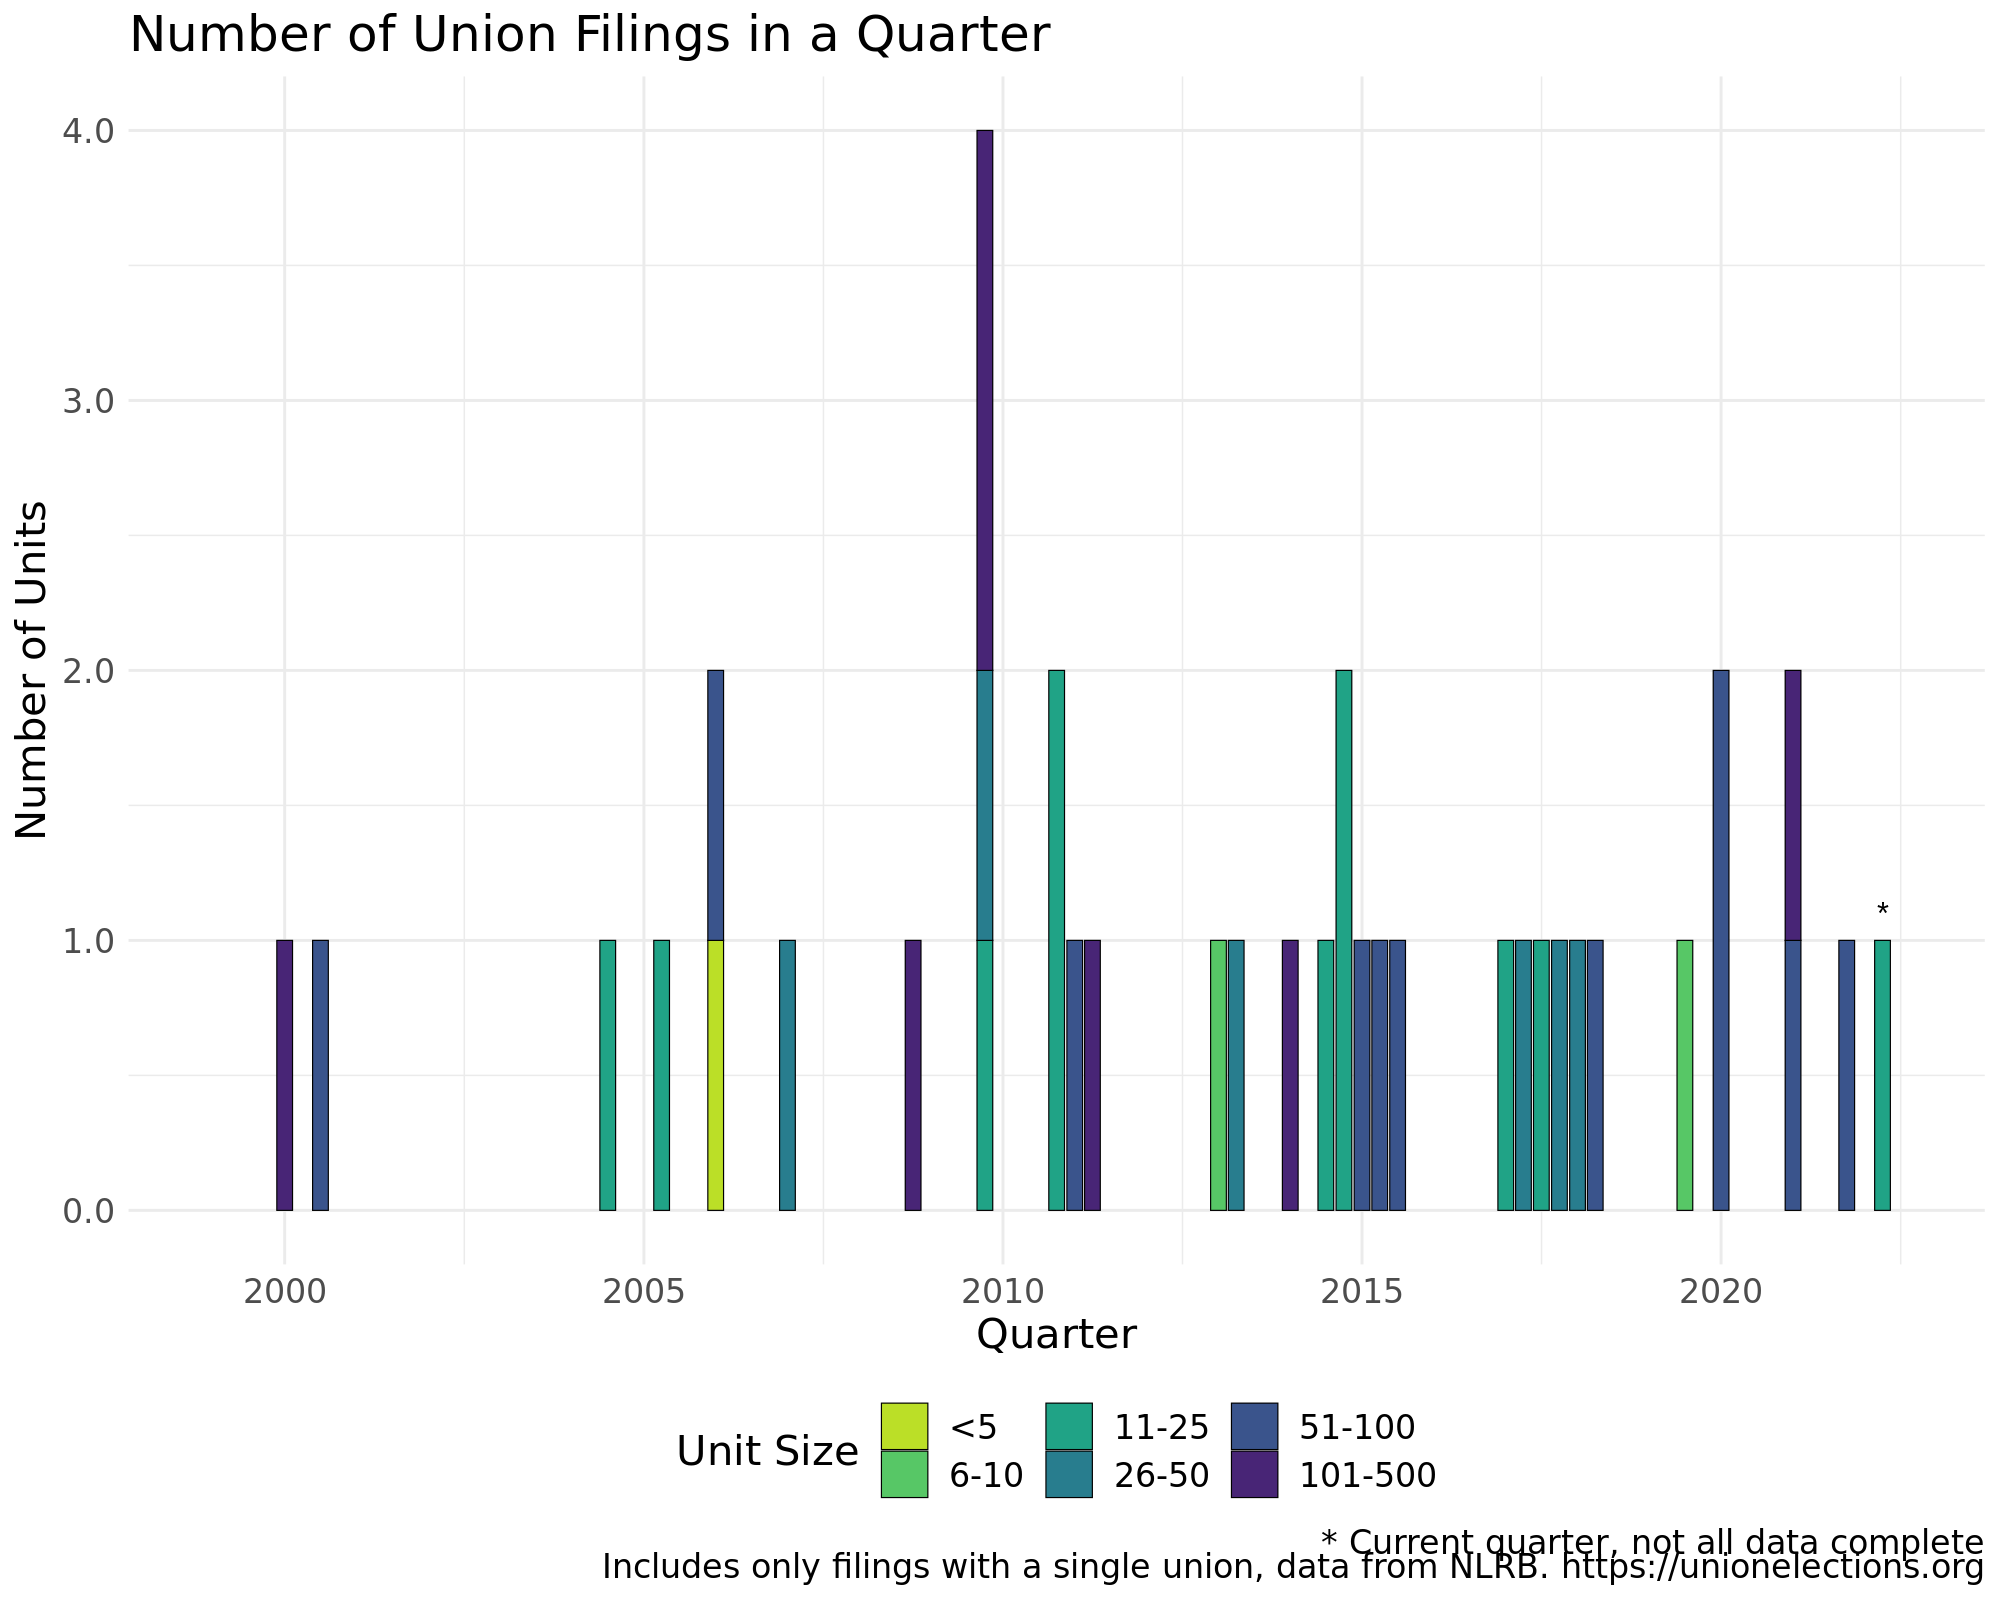 Number of Union Filings in a Quarter
Number of Units
4.0
3.0
2.0
1.0
0.0
*
2000 2005 2010 2015 2020
Quarter
Unit Size
<5 11-25 51-100
6-10 26-50 101-500
* Current quarter, not all data complete
Includes only filings with a single union, data from NLRB. https://unionelections.org